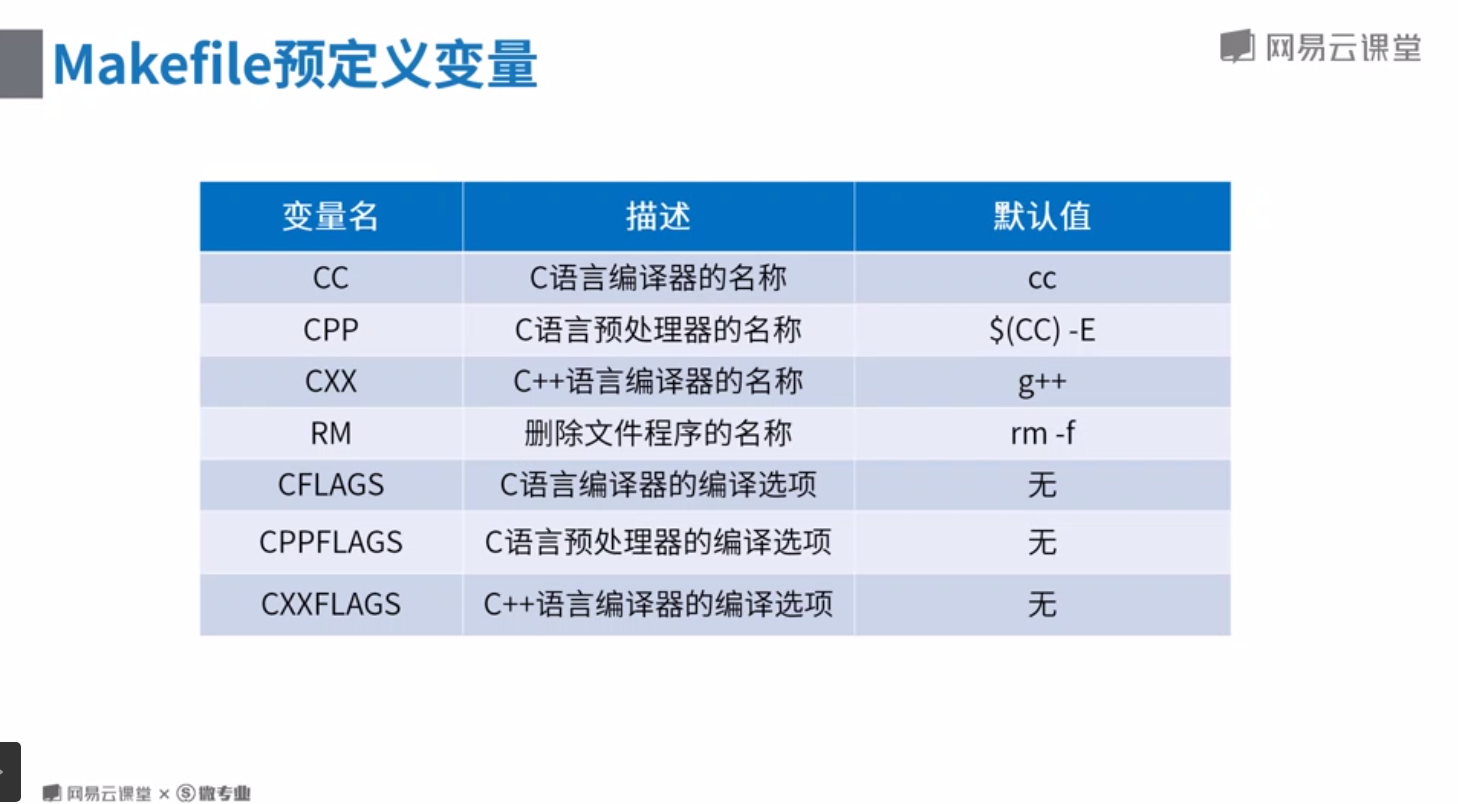 Makefile预定义变量
网易云课堂
变量名 描述 默认值
CC C语言编译器的名称 cc
CPP C语言预处理器的名称 $(CC) -E
CXX C++语言编译器的名称 g++
RM 删除文件程序的名称 rm -f
CFLAGS C语言编译器的编译选项 无
CPPFLAGS C语言预处理器的编译选项 无
CXXFLAGS C++语言编译器的编译选项 无
网易云课堂 × Ⓢ微专业